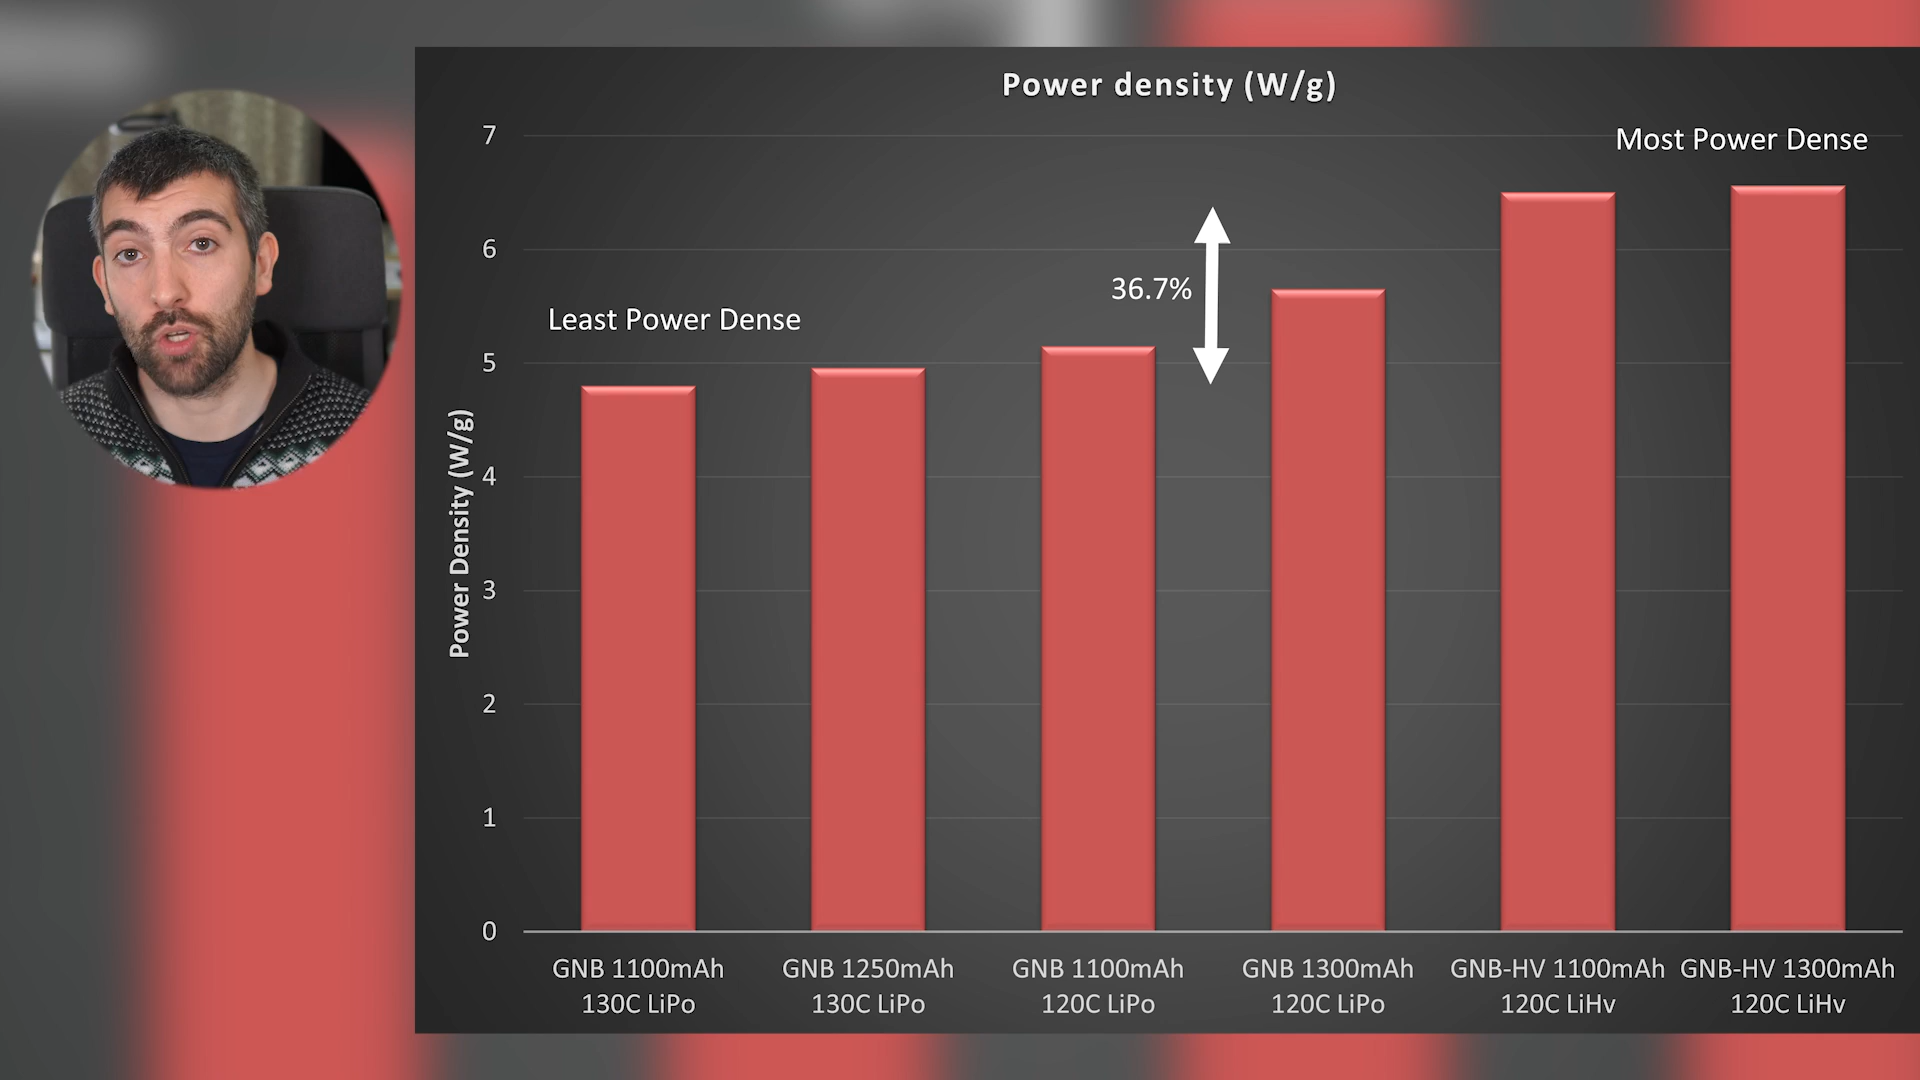 Power density (W/g)
Most Power Dense
Least Power Dense
36.7%
Power Density (W/g)
7
6
5
4
3
2
1
0
GNB 1100mAh
130C LiPo
GNB 1250mAh
130C LiPo
GNB 1100mAh
120C LiPo
GNB 1300mAh
120C LiPo
GNB-HV 1100mAh
120C LiHv
GNB-HV 1300mAh
120C LiHv